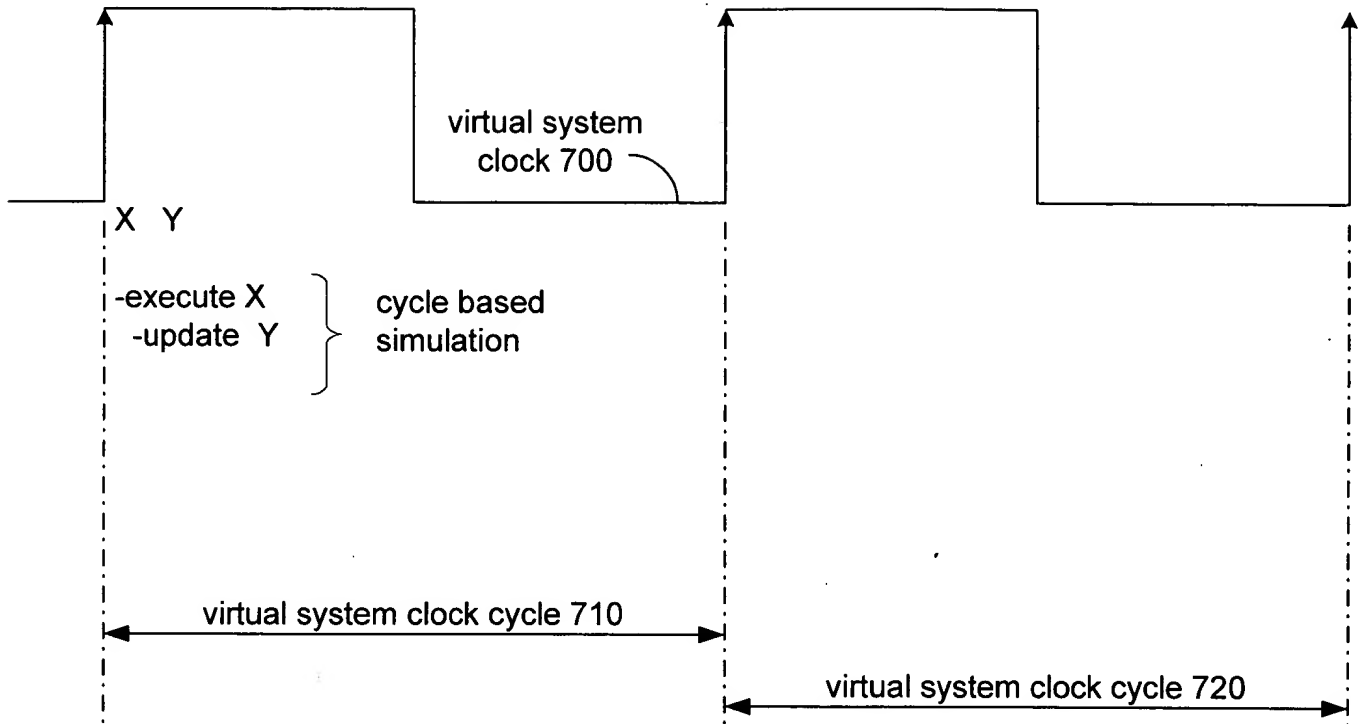 virtual system
clock 700
X Y
-execute X
-update Y
cycle based
simulation
virtual system clock cycle 710
virtual system clock cycle 720